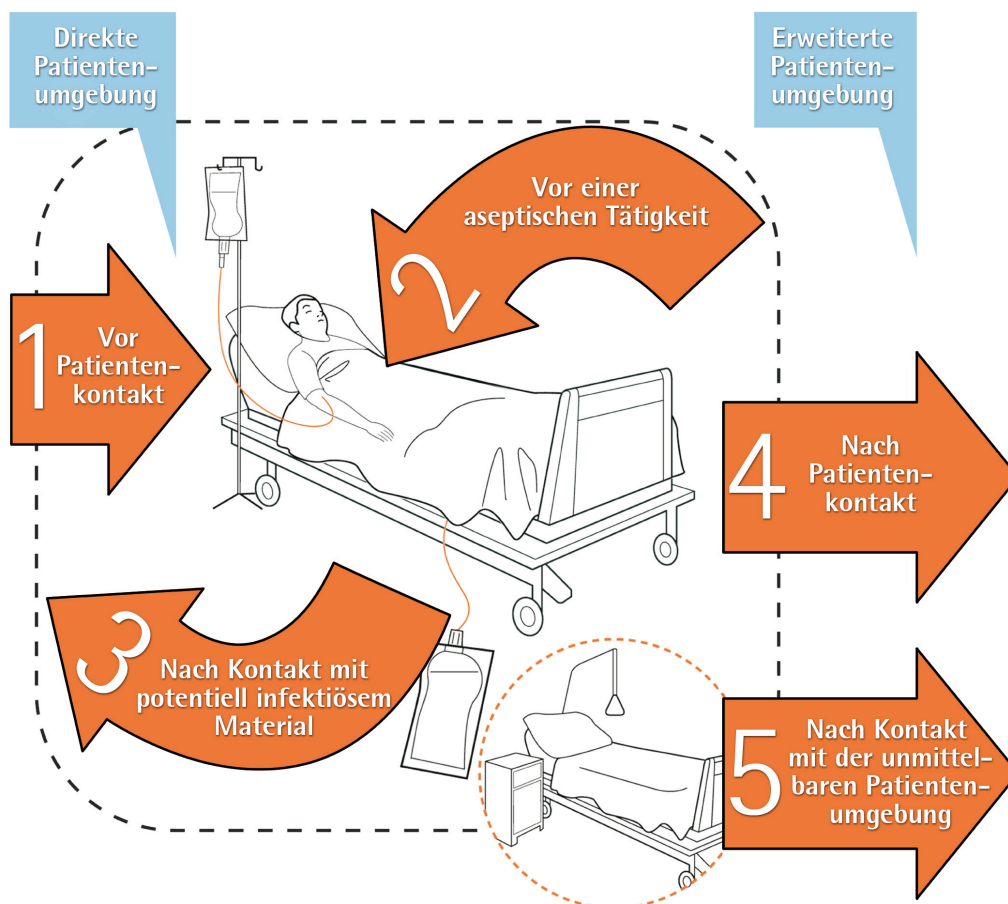 Direkte
Patienten-
umgebung
Erweiterte
Patienten-
umgebung
1
Vor
Patienten-
kontakt
2
Vor einer
aseptischen Tätigkeit
3
Nach Kontakt mit
potentiell infektiösem
Material
4
Nach
Patienten-
kontakt
5
Nach Kontakt
mit der unmittel-
baren Patienten-
umgebung